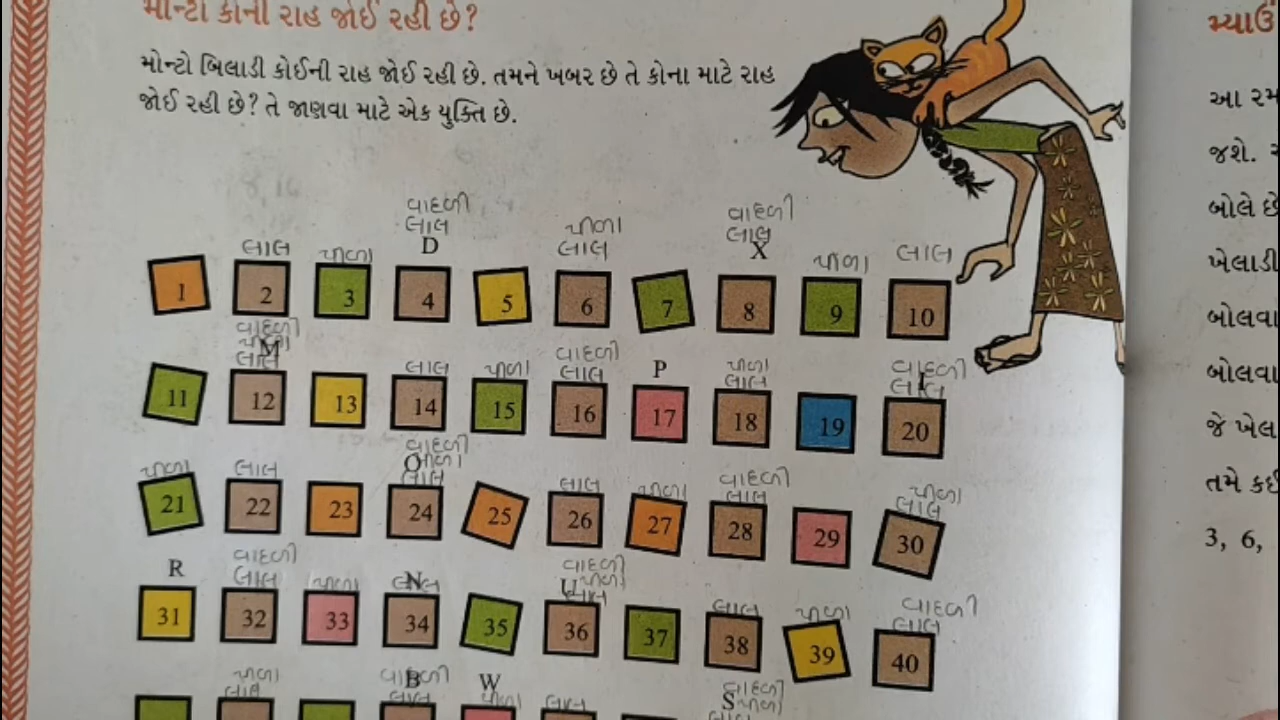 મોન્ટો કોની રાહ જોઈ રહી છે?
મોન્ટો બિલાડી કોઈની રાહ જોઈ રહી છે. તમને ખબર છે તે કોના માટે રાહ
જોઈ રહી છે? તે જાણવા માટે એક યુક્તિ છે.
વાદળી પીળા વાદળી
લાલ પીળા લાલ લાલ લાલ પીળા લાલ
D X
1 2 3 4 5 6 7 8 9 10
વાદળી પીળા લાલ લાલ પીળા વાદળી લાલ પીળા લાલ વાદળી લાલ
M P I
11 12 13 14 15 16 17 18 19 20
પીળા લાલ વાદળી પીળા લાલ લાલ પીળા વાદળી લાલ પીળા લાલ
O
21 22 23 24 25 26 27 28 29 30
વાદળી લાલ પીળા લાલ વાદળી પીળા લાલ લાલ પીળા વાદળી લાલ
R N U
31 32 33 34 35 36 37 38 39 40
પીળા લાલ વાદળી લાલ પીળા લાલ વાદળી પીળા લાલ
B W S
મ્યાઉં
આ રમ
જશે.
બોલે છે
ખેલાડી
બોલવા
બોલવા
જે ખેલ
તમે કઈ
3, 6,